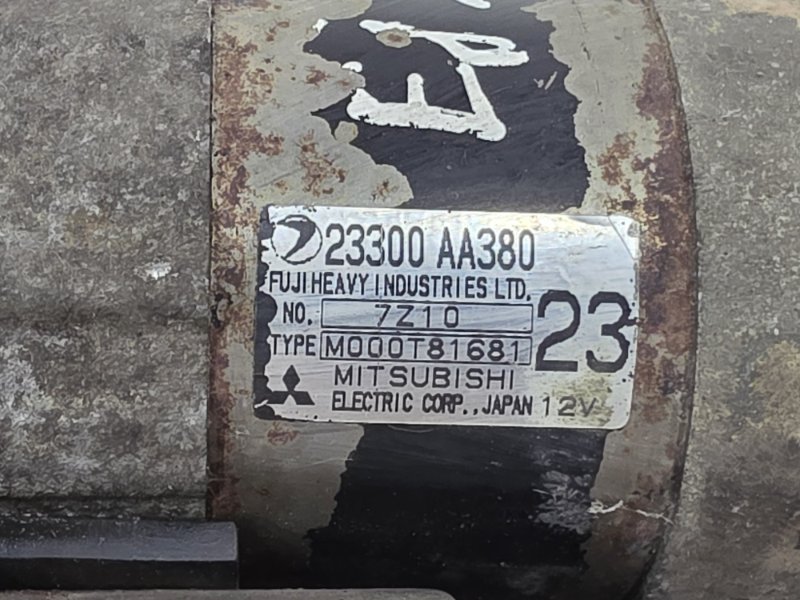 23300 AA380
FUJI HEAVY INDUSTRIES LTD.
NO. 7Z10
23
TYPE M000T81681
MITSUBISHI
ELECTRIC CORP., JAPAN 12V